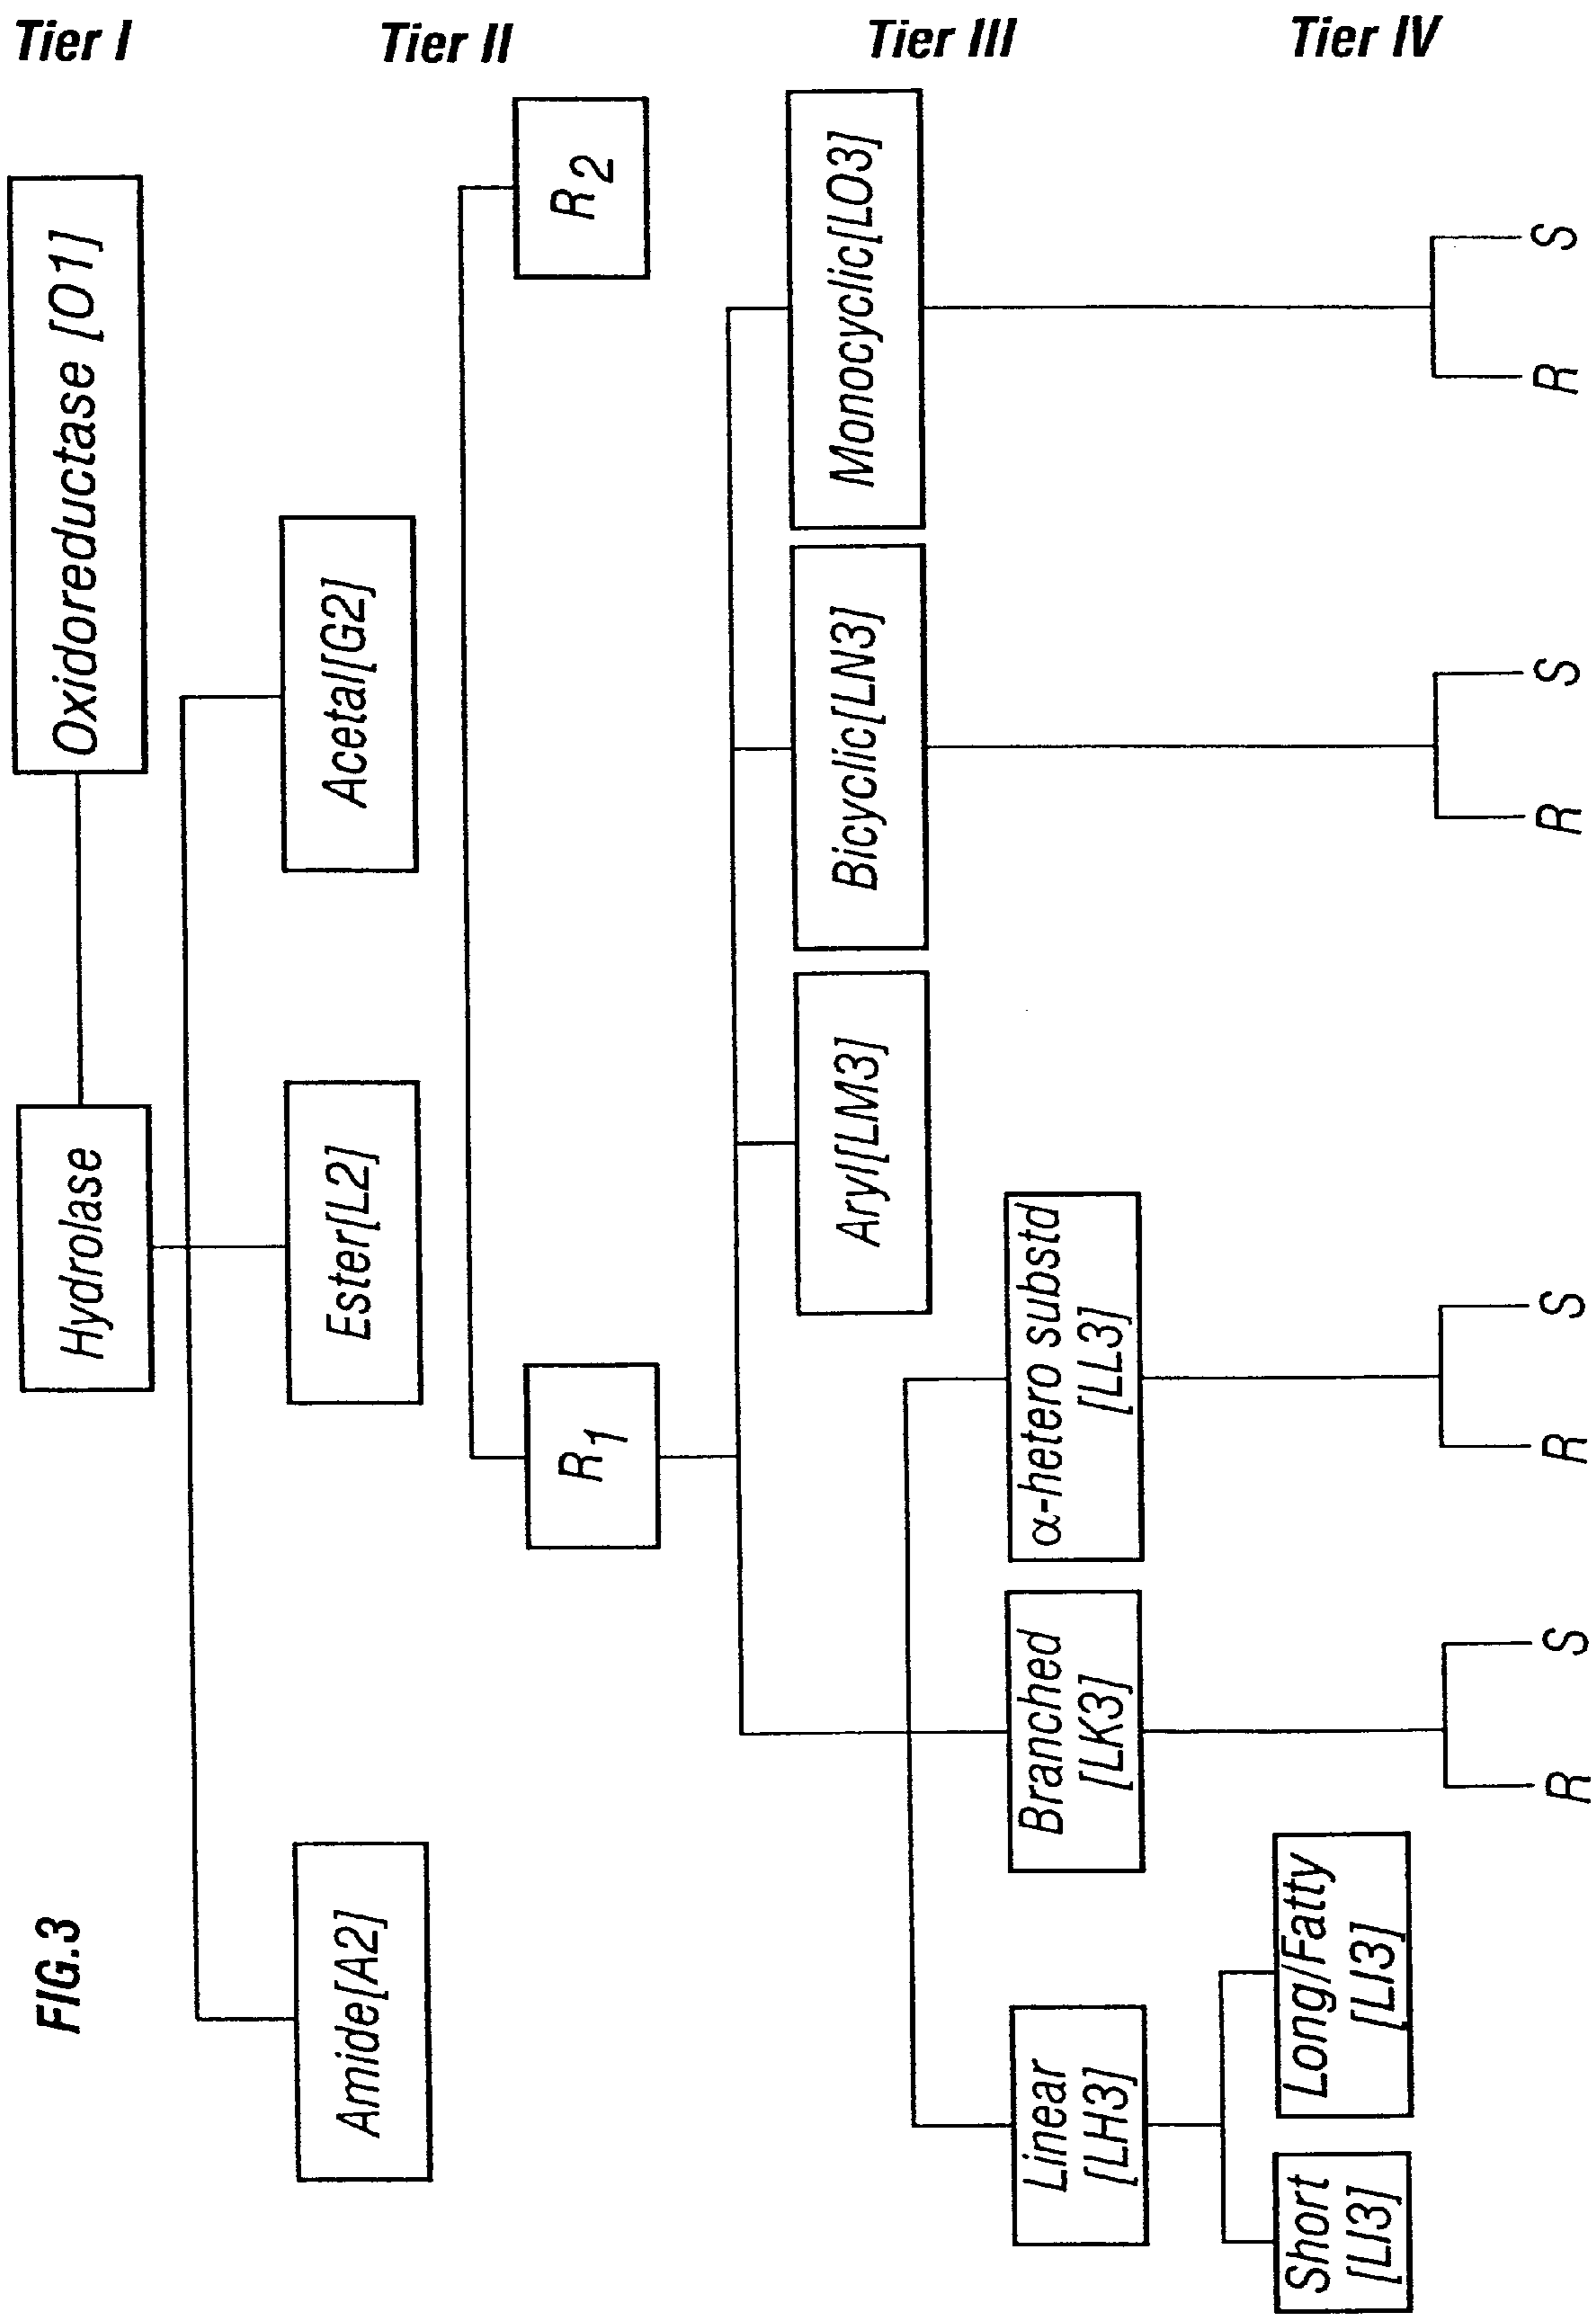 FIG.3
Tier I
Hydrolase
Oxidoreductase [O1]
Tier II
Amide[A2]
Ester[L2]
Acetal[G2]
R1
R2
Tier III
Aryl[LM3]
Bicyclic[LN3]
Monocyclic[LO3]
Linear
[LH3]
Branched
[LK3]
α-hetero substd
[LL3]
Tier IV
Short
[LI3]
Long/Fatty
[LI3]
R
S
R
S
R
S
R
S